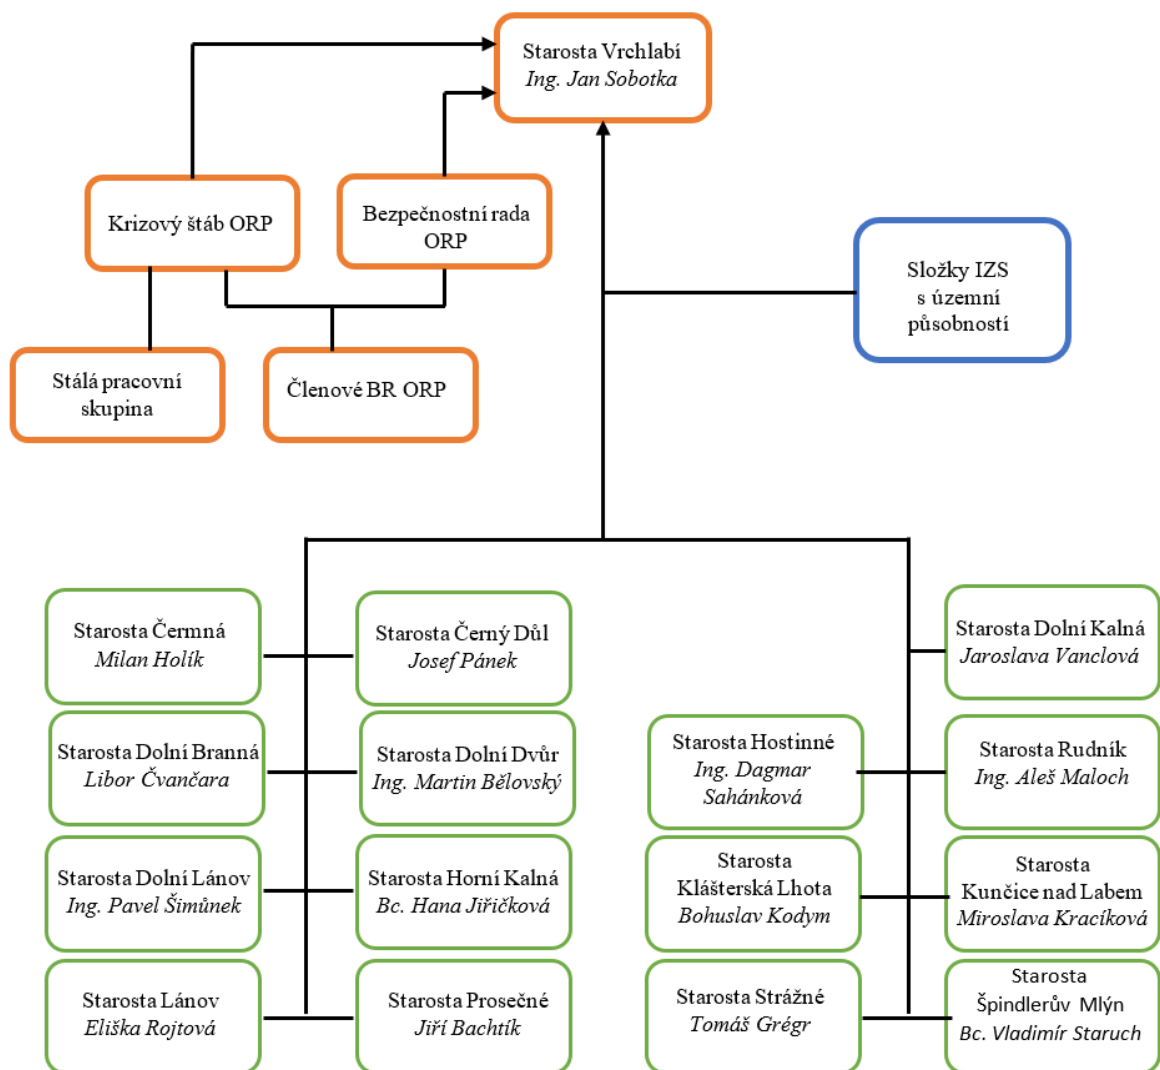 Starosta Vrchlabí
Ing. Jan Sobotka
Krizový štáb ORP
Bezpečnostní rada
ORP
Složky IZS
s územní
působností
Stálá pracovní
skupina
Členové BR ORP
Starosta Čermná
Milan Holík
Starosta Černý Důl
Josef Pánek
Starosta Dolní Kalná
Jaroslava Vanclová
Starosta Dolní Branná
Libor Čvančara
Starosta Dolní Dvůr
Ing. Martin Bělovský
Starosta Hostinné
Ing. Dagmar
Sahánková
Starosta Rudník
Ing. Aleš Maloch
Starosta Dolní Lánov
Ing. Pavel Šimůnek
Starosta Horní Kalná
Bc. Hana Jiřičková
Starosta
Klášterská Lhota
Bohuslav Kodym
Starosta
Kunčice nad Labem
Miroslava Kracíková
Starosta Lánov
Eliška Rojtová
Starosta Prosečné
Jiří Bachtík
Starosta Strážné
Tomáš Grégr
Starosta
Špindlerův Mlýn
Bc. Vladimír Staruch